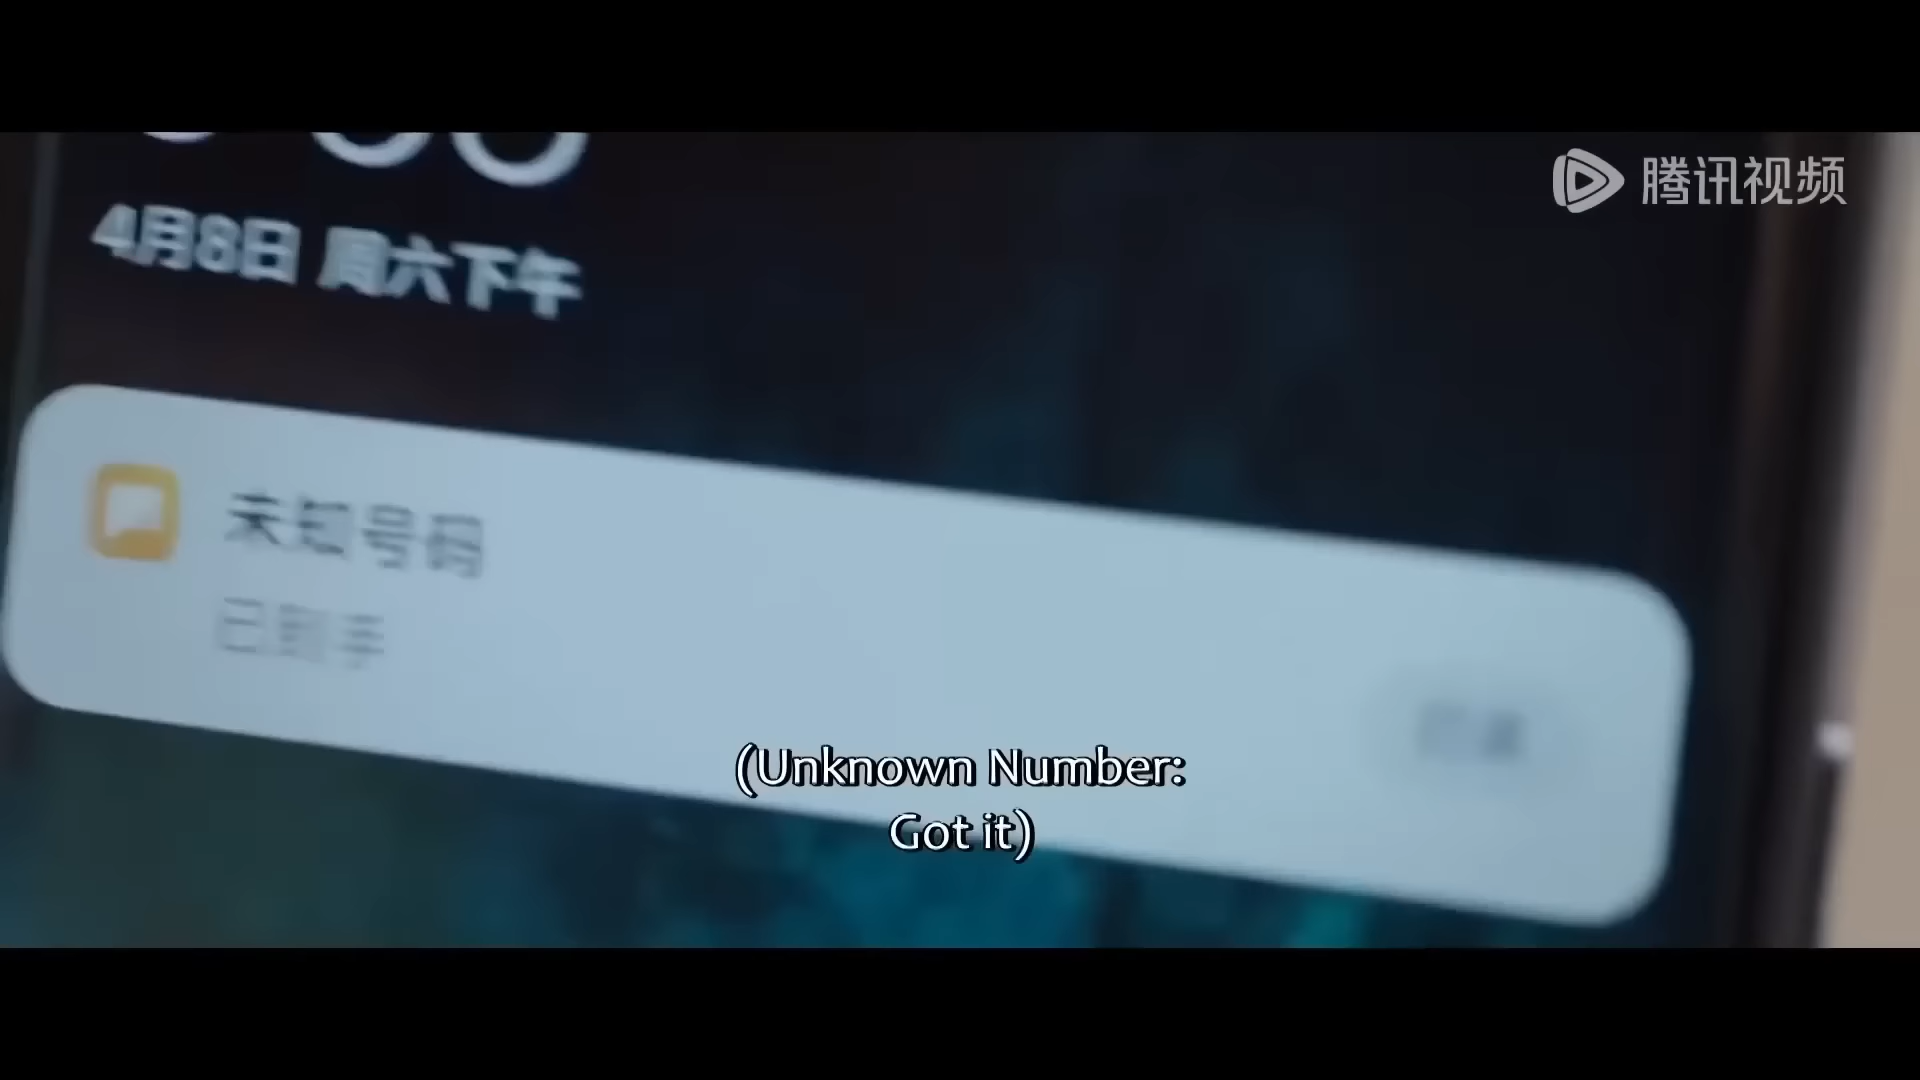 腾讯视频
4月8日 周六下午
未知号码
已到手
(Unknown Number:
Got it)